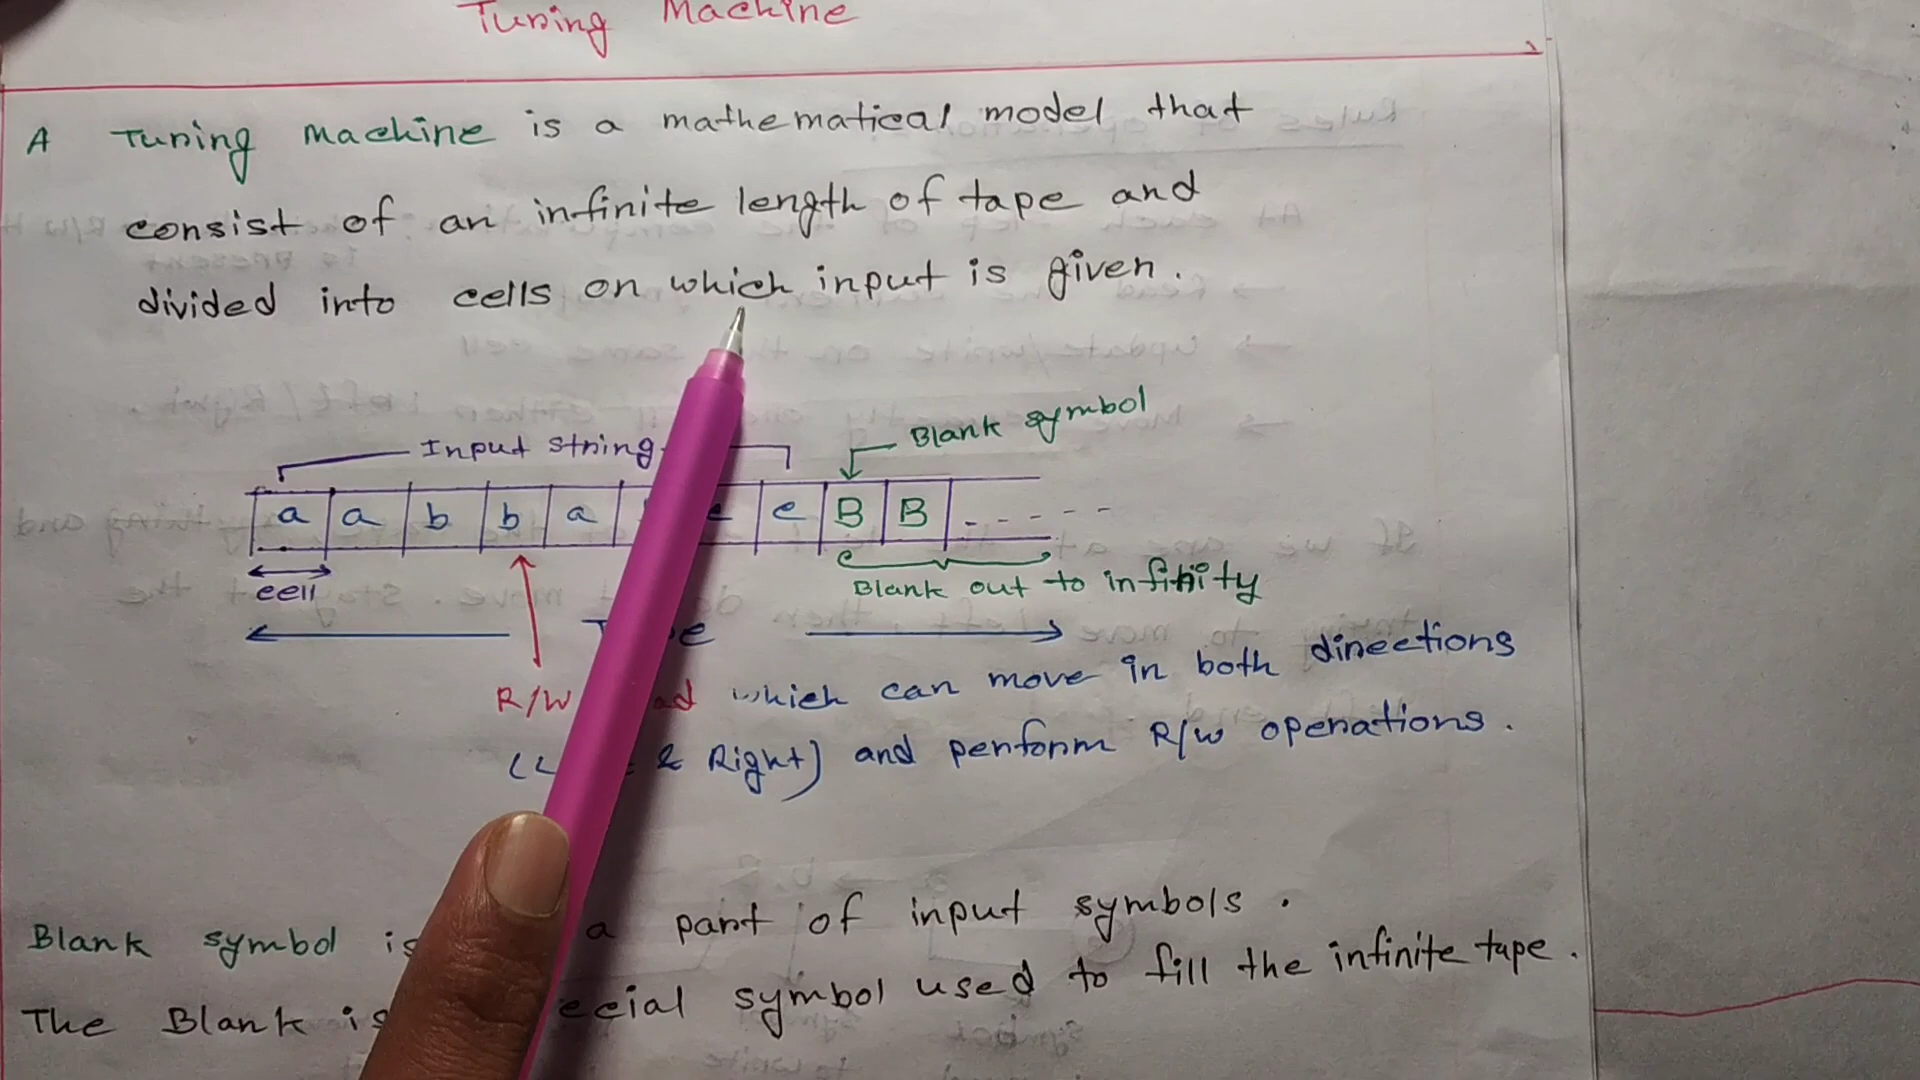 Turing Machine
A Turing Machine is a mathematical model that
consist of an infinite length of tape and
divided into cells on which input is given.
Input string
Blank symbol
a a b b a c B B -----
cell
Blank out to infinity
R/W which can move in both directions
& Right) and perform R/W operations.
Blank symbol is a part of input symbols.
The Blank is symbol used to fill the infinite tape.